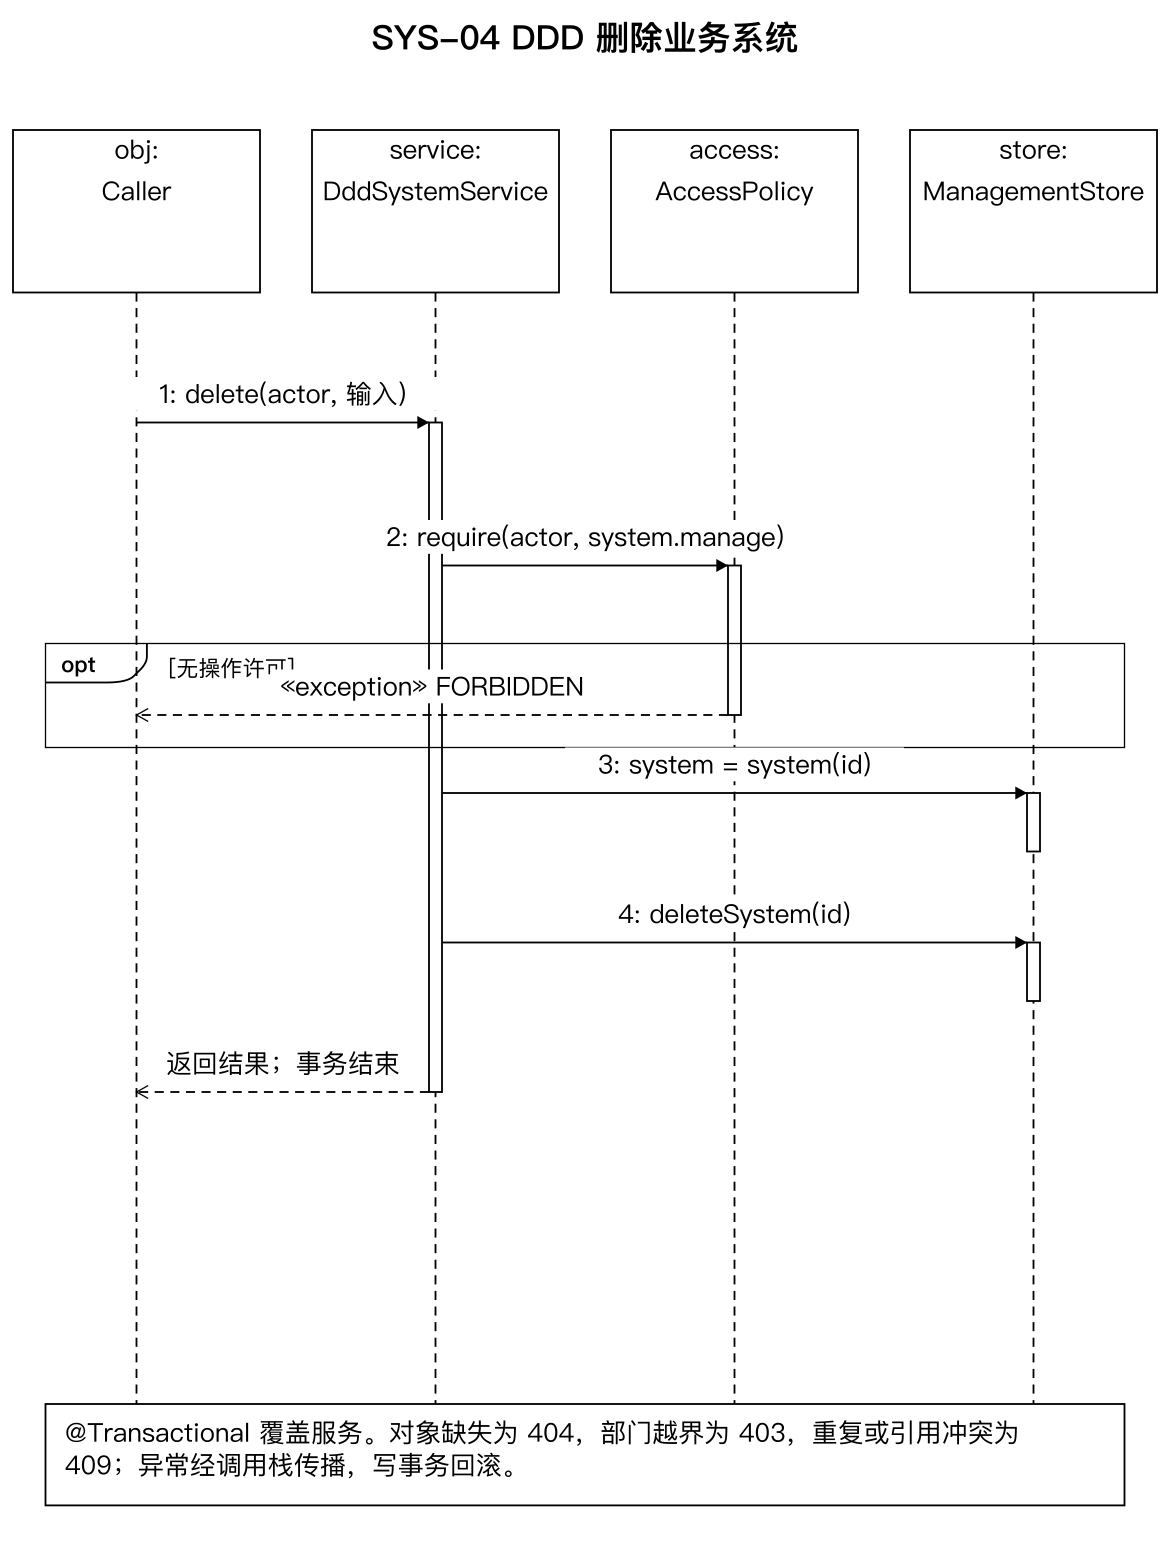 SYS-04 DDD 删除业务系统
obj:
Caller
service:
DddSystemService
access:
AccessPolicy
store:
ManagementStore
1: delete(actor, 输入)
2: require(actor, system.manage)
opt
[无操作许可]
«exception» FORBIDDEN
3: system = system(id)
4: deleteSystem(id)
返回结果；事务结束
@Transactional 覆盖服务。对象缺失为 404，部门越界为 403，重复或引用冲突为
409；异常经调用栈传播，写事务回滚。